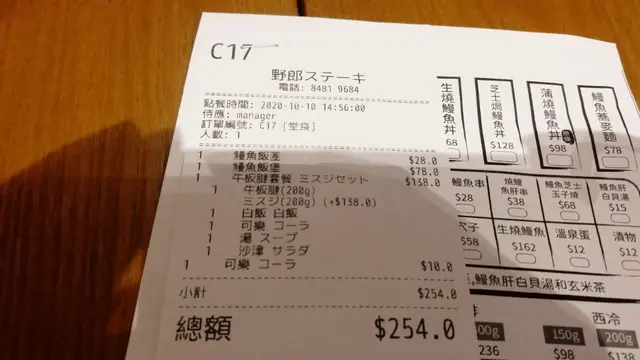 C17
野郎ステーキ
電話: 8481 9684
點餐時間: 2020-10-10 14:56:00
侍應: manager
訂單編號: C17 [堂食]
人數: 1
1 鰻魚飯團 $28.0
1 鰻魚飯堡 $78.0
1 牛板腱套餐 ミスジセット $138.0
1 牛板腱(200g)
ミスジ(200g) (+$138.0)
1 白飯 白飯
1 可樂 コーラ
1 湯 スープ
1 沙津 サラダ
1 可樂 コーラ $10.0
小計 $254.0
總額 $254.0
生燒鰻魚丼
68
芝士焗鰻魚丼
$128
蒲燒鰻魚丼
$98
鰻魚蕎麥麵
$78
鰻魚串
$28
燒鰻魚肝串
$38
鰻魚芝士玉子燒
$68
鰻魚肝白貝湯
$15
穴子
$58
生燒鰻魚
$162
溫泉蛋
$12
漬物
$12
,鰻魚肝白貝湯和玄米茶
西冷
00g
236
150g
$98
200g